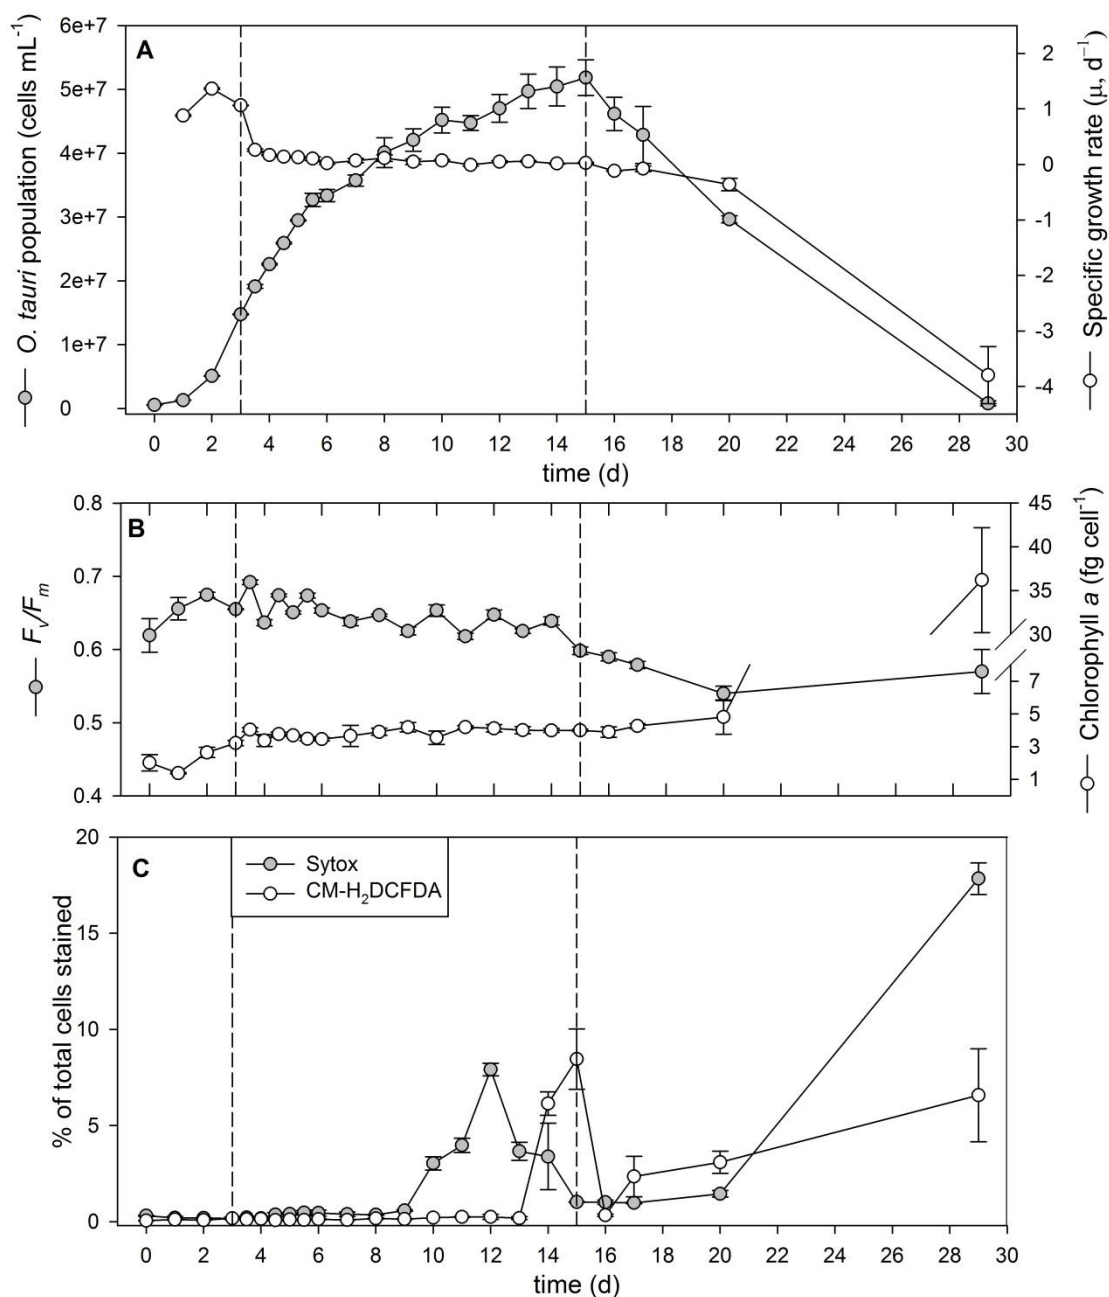 A
O. tauri population (cells mL⁻¹)
6e+7
5e+7
4e+7
3e+7
2e+7
1e+7
0
2
1
0
-1
-2
-3
-4
Specific growth rate (μ, d⁻¹)
0 2 4 6 8 10 12 14 16 18 20 22 24 26 28 30
time (d)
B
Fv/Fm
0.8
0.7
0.6
0.5
0.4
45
40
35
30
7
5
3
1
Chlorophyll a (fg cell⁻¹)
C
Sytox
CM-H₂DCFDA
% of total cells stained
20
15
10
5
0
0 2 4 6 8 10 12 14 16 18 20 22 24 26 28 30
time (d)